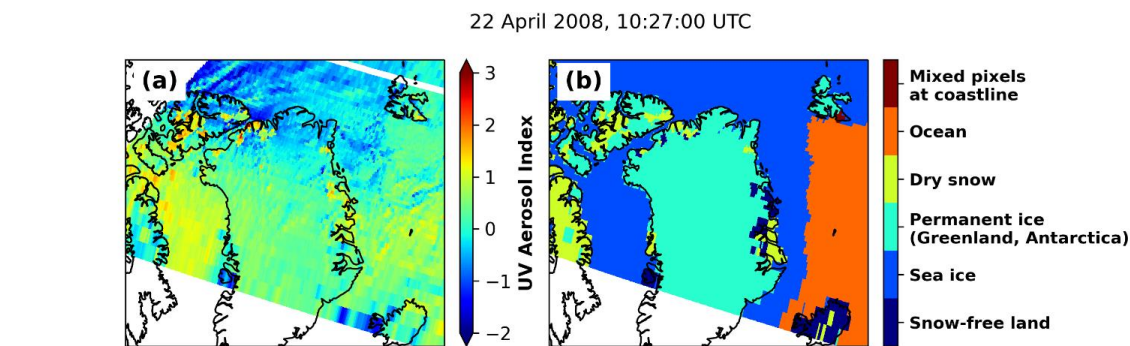 22 April 2008, 10:27:00 UTC
(a)
3
2
1
0
−1
−2
UV Aerosol Index
(b)
Mixed pixels
at coastline
Ocean
Dry snow
Permanent ice
(Greenland, Antarctica)
Sea ice
Snow-free land